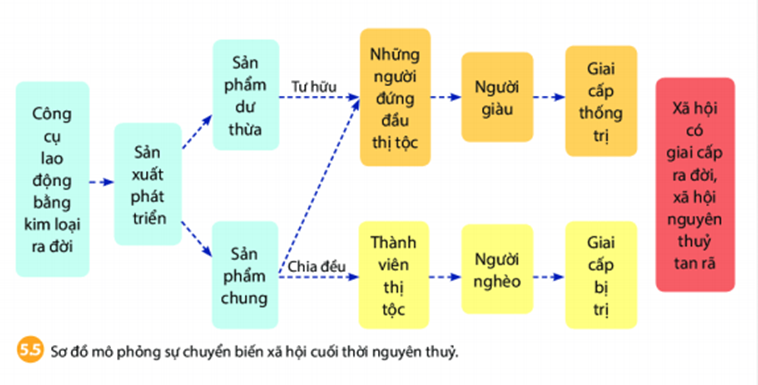 Công
cụ
lao
động
bằng
kim loại
ra đời
Sản
xuất
phát
triển
Sản
phẩm
dư
thừa
Sản
phẩm
chung
Tư hữu
Chia đều
Những
người
đứng
đầu
thị tộc
Người
giàu
Giai
cấp
thống
trị
Thành
viên
thị
tộc
Người
nghèo
Giai
cấp
bị
trị
Xã hội
có
giai cấp
ra đời,
xã hội
nguyên
thuỷ
tan rã
5.5 Sơ đồ mô phỏng sự chuyển biến xã hội cuối thời nguyên thuỷ.